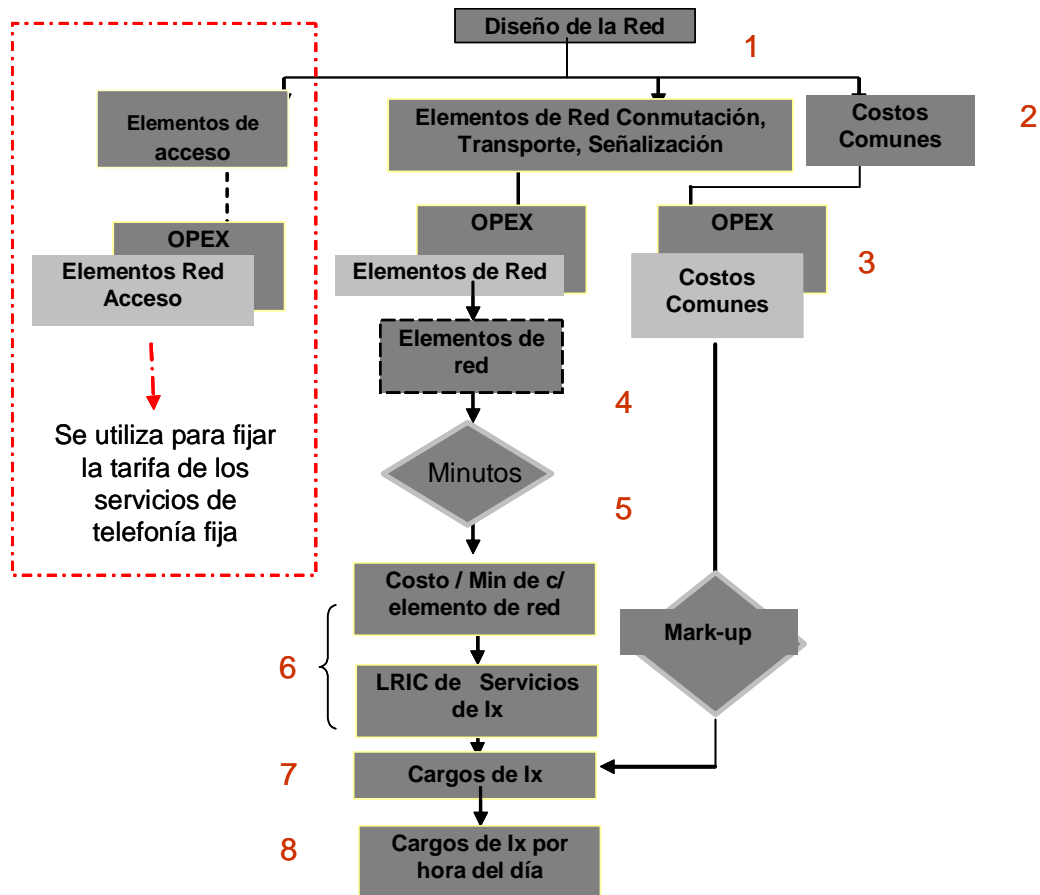 Diseño de la Red
1
Elementos de
acceso
Elementos de Red Conmutación,
Transporte, Señalización
Costos
Comunes
2
OPEX
Elementos Red
Acceso
OPEX
Elementos de Red
OPEX
Costos
Comunes
3
Elementos de
red
4
Se utiliza para fijar
la tarifa de los
servicios de
telefonía fija
Minutos
5
Costo / Min de c/
elemento de red
Mark-up
6
LRIC de Servicios
de Ix
7
Cargos de Ix
8
Cargos de Ix por
hora del día